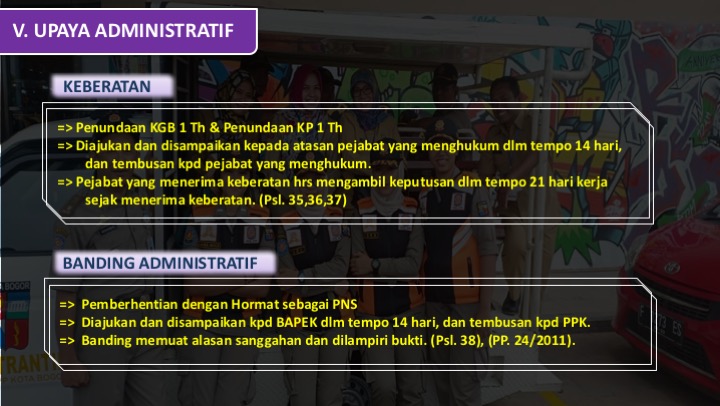 V. UPAYA ADMINISTRATIF
KEBERATAN
=> Penundaan KGB 1 Th & Penundaan KP 1 Th
=> Diajukan dan disampaikan kepada atasan pejabat yang menghukum dlm tempo 14 hari,
dan tembusan kpd pejabat yang menghukum.
=> Pejabat yang menerima keberatan hrs mengambil keputusan dlm tempo 21 hari kerja
sejak menerima keberatan. (Psl. 35,36,37)
BANDING ADMINISTRATIF
=> Pemberhentian dengan Hormat sebagai PNS
=> Diajukan dan disampaikan kpd BAPEK dlm tempo 14 hari, dan tembusan kpd PPK.
=> Banding memuat alasan sanggahan dan dilampiri bukti. (Psl. 38), (PP. 24/2011).